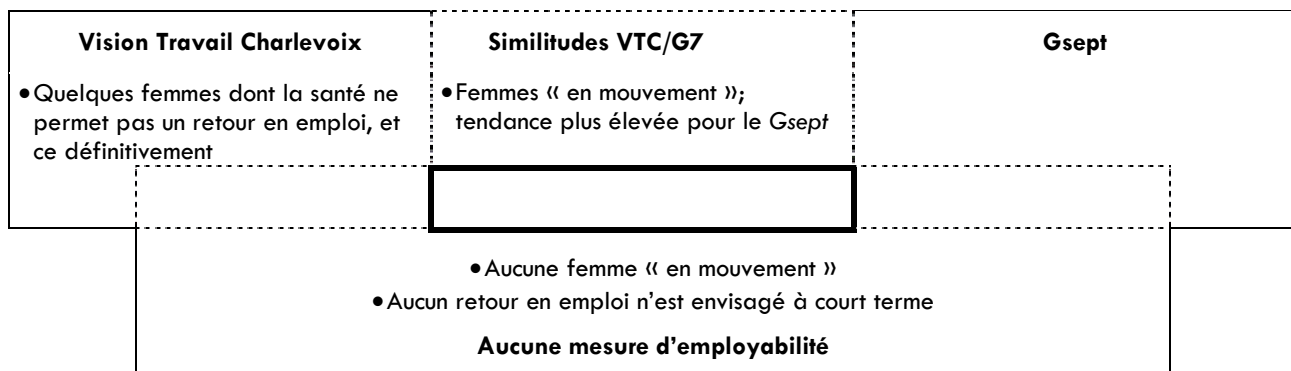 Vision Travail Charlevoix
•Quelques femmes dont la santé ne
permet pas un retour en emploi, et
ce définitivement
Similitudes VTC/G7
•Femmes « en mouvement »;
tendance plus élevée pour le Gsept
Gsept
•Aucune femme « en mouvement »
•Aucun retour en emploi n'est envisagé à court terme
Aucune mesure d'employabilité